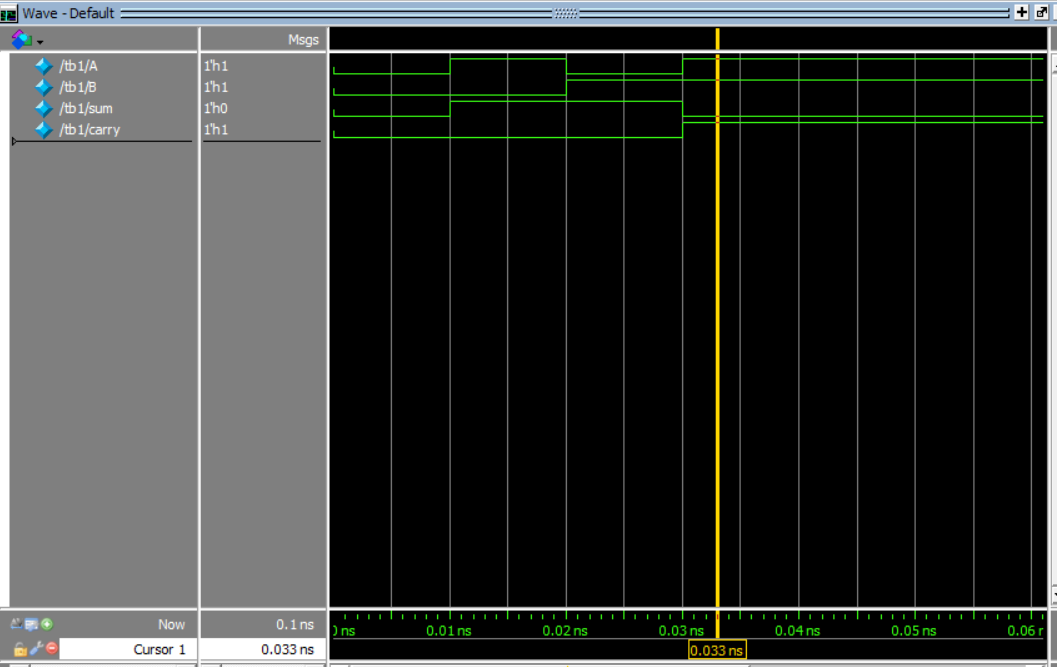 Wave - Default
Msgs
/tb1/A 1'h1
/tb1/B 1'h1
/tb1/sum 1'h0
/tb1/carry 1'h1
Now 0.1 ns
ns 0.01 ns 0.02 ns 0.03 ns 0.04 ns 0.05 ns 0.06
Cursor 1 0.033 ns 0.033 ns